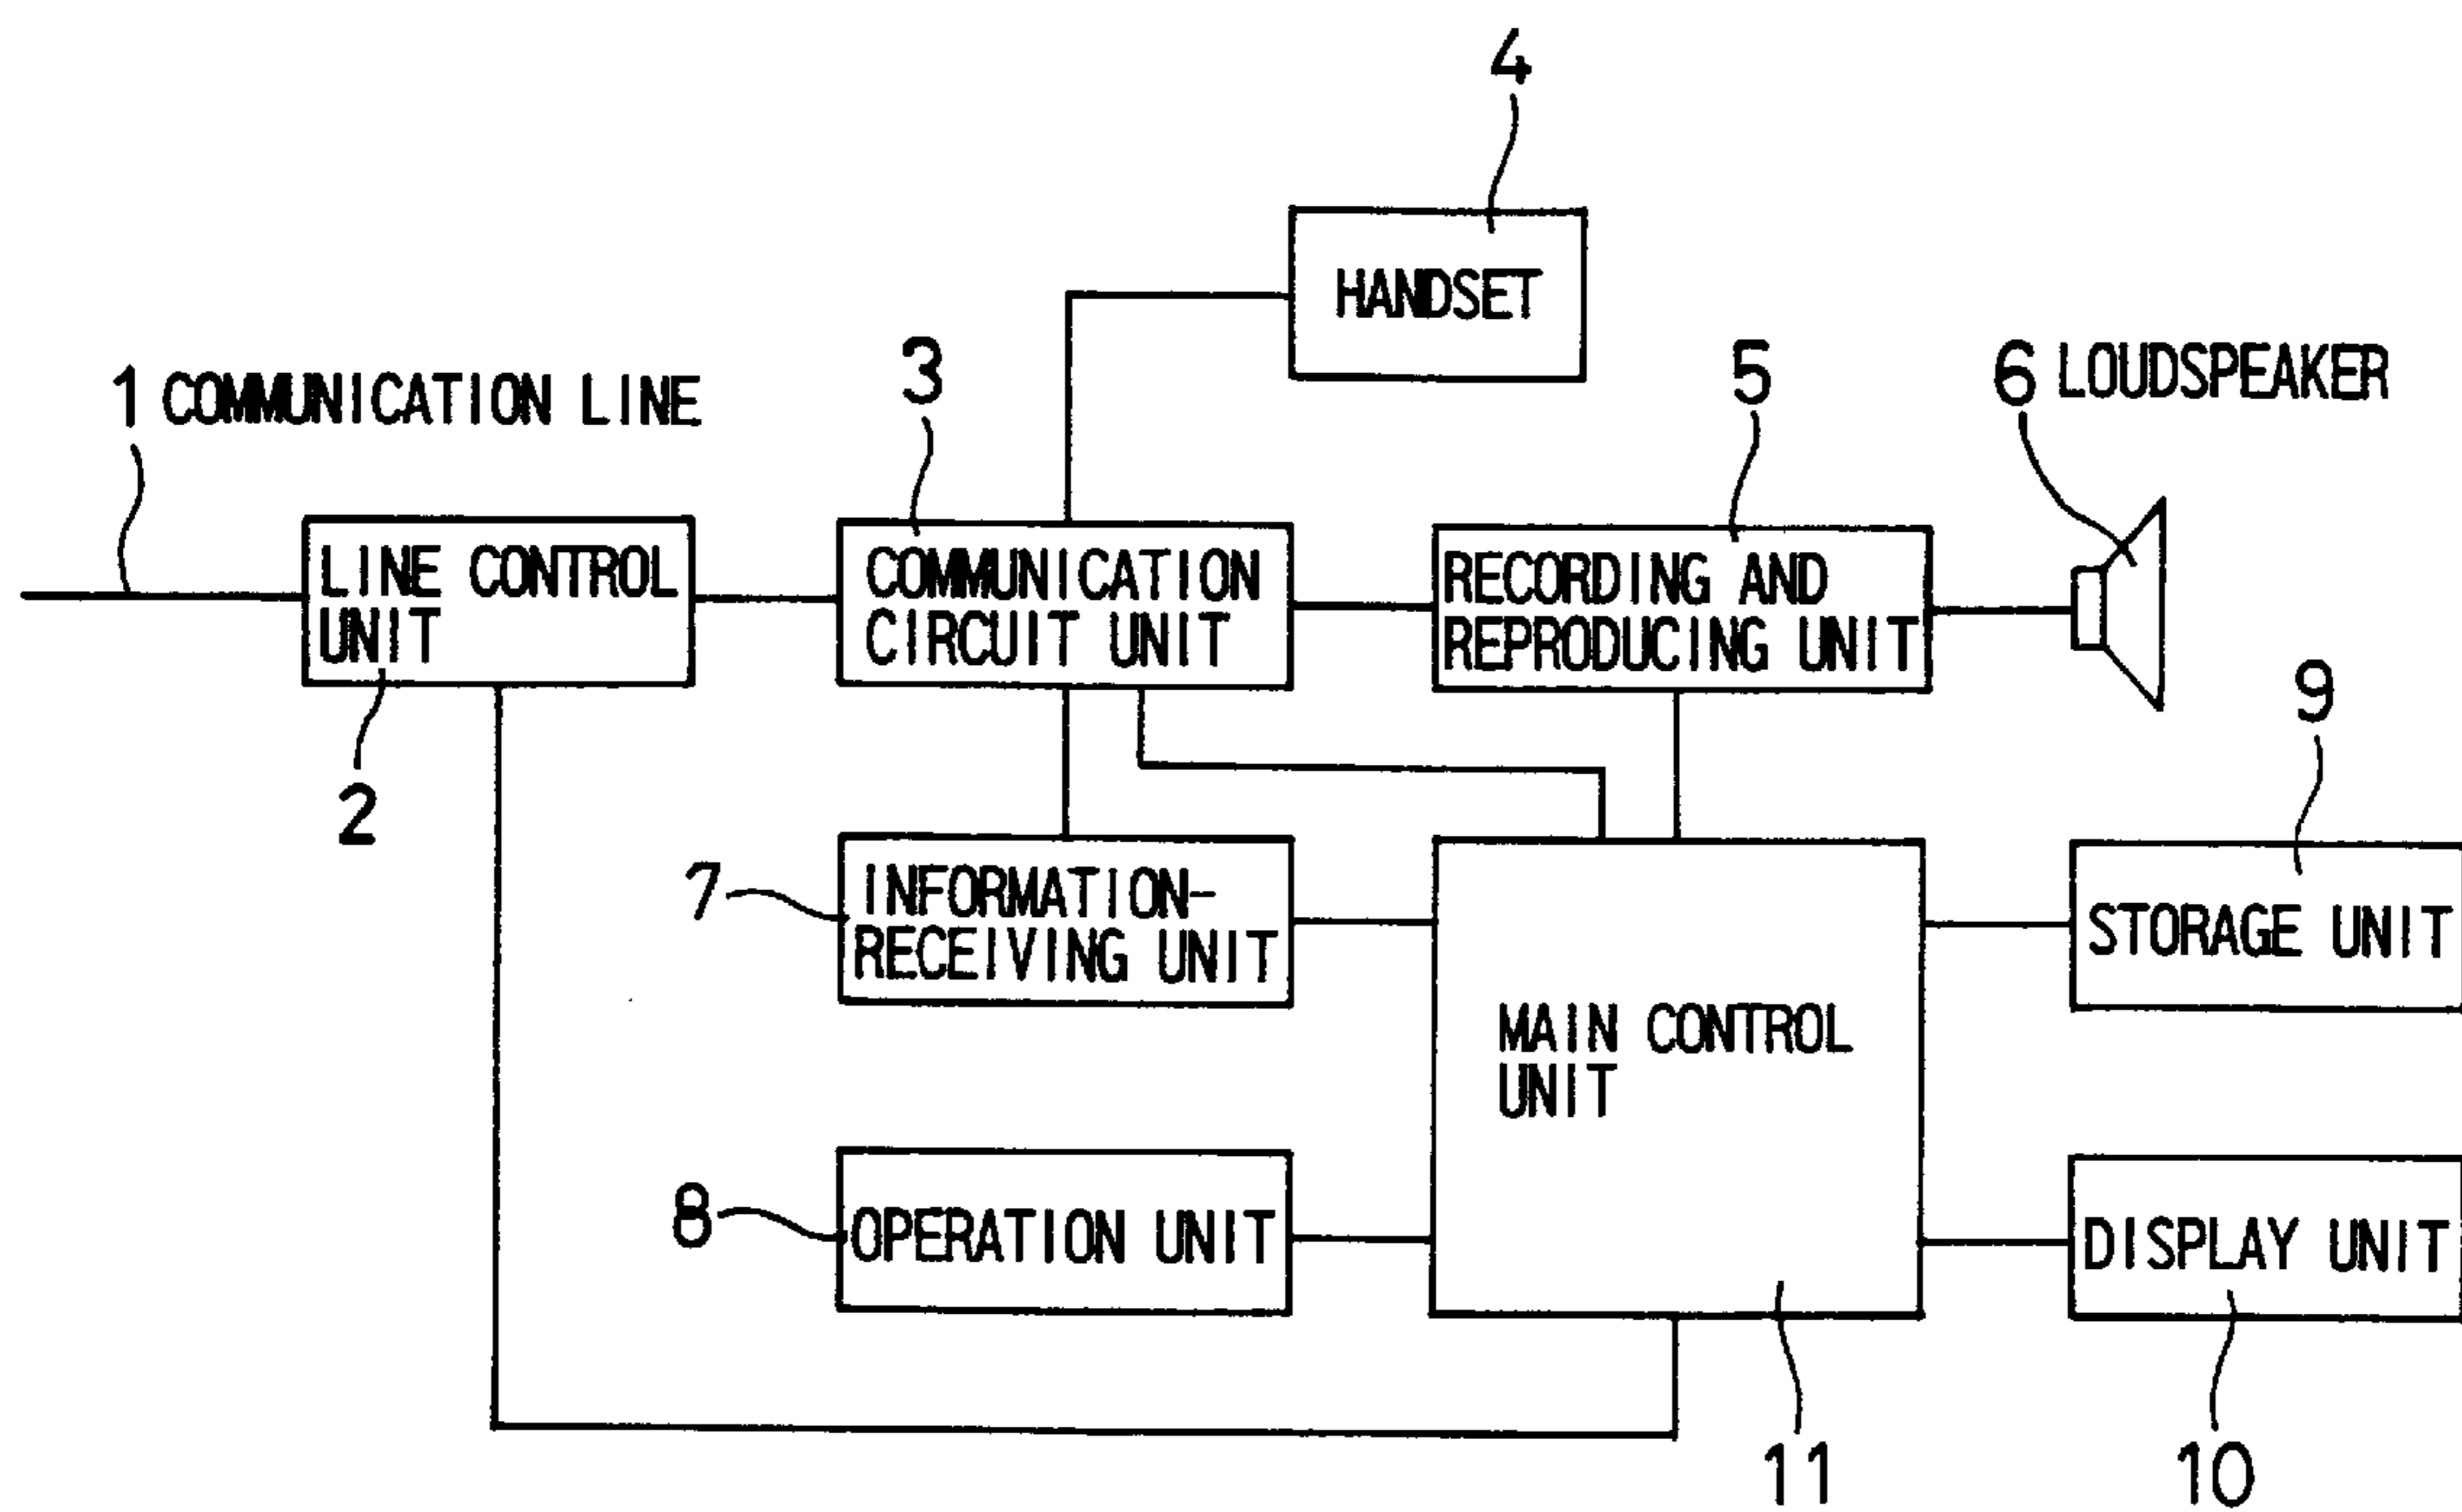 4
HANDSET
1 COMMUNICATION LINE
3
5
6 LOUDSPEAKER
LINE CONTROL
UNIT
COMMUNICATION
CIRCUIT UNIT
RECORDING AND
REPRODUCING UNIT
2
9
7
INFORMATION-
RECEIVING UNIT
STORAGE UNIT
MAIN CONTROL
UNIT
8
OPERATION UNIT
DISPLAY UNIT
11
10